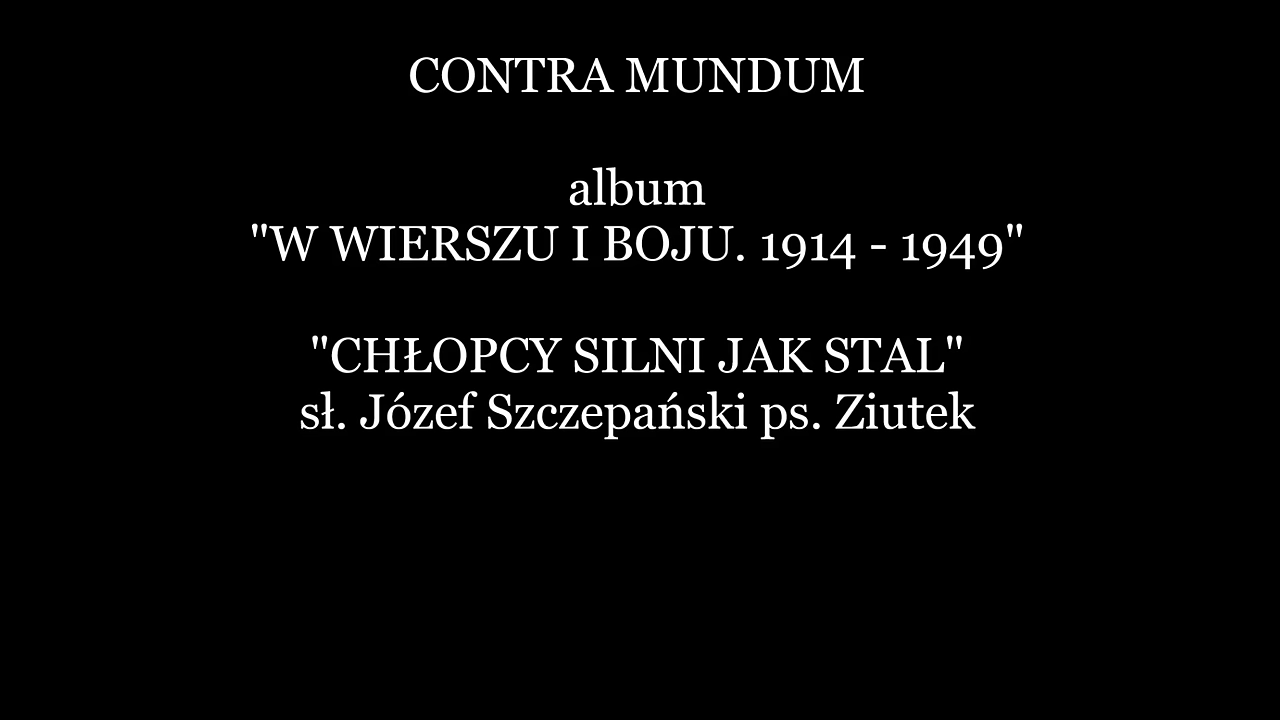 CONTRA MUNDUM
album
"W WIERSZU I BOJU. 1914 - 1949"
"CHŁOPCY SILNI JAK STAL"
sł. Józef Szczepański ps. Ziutek